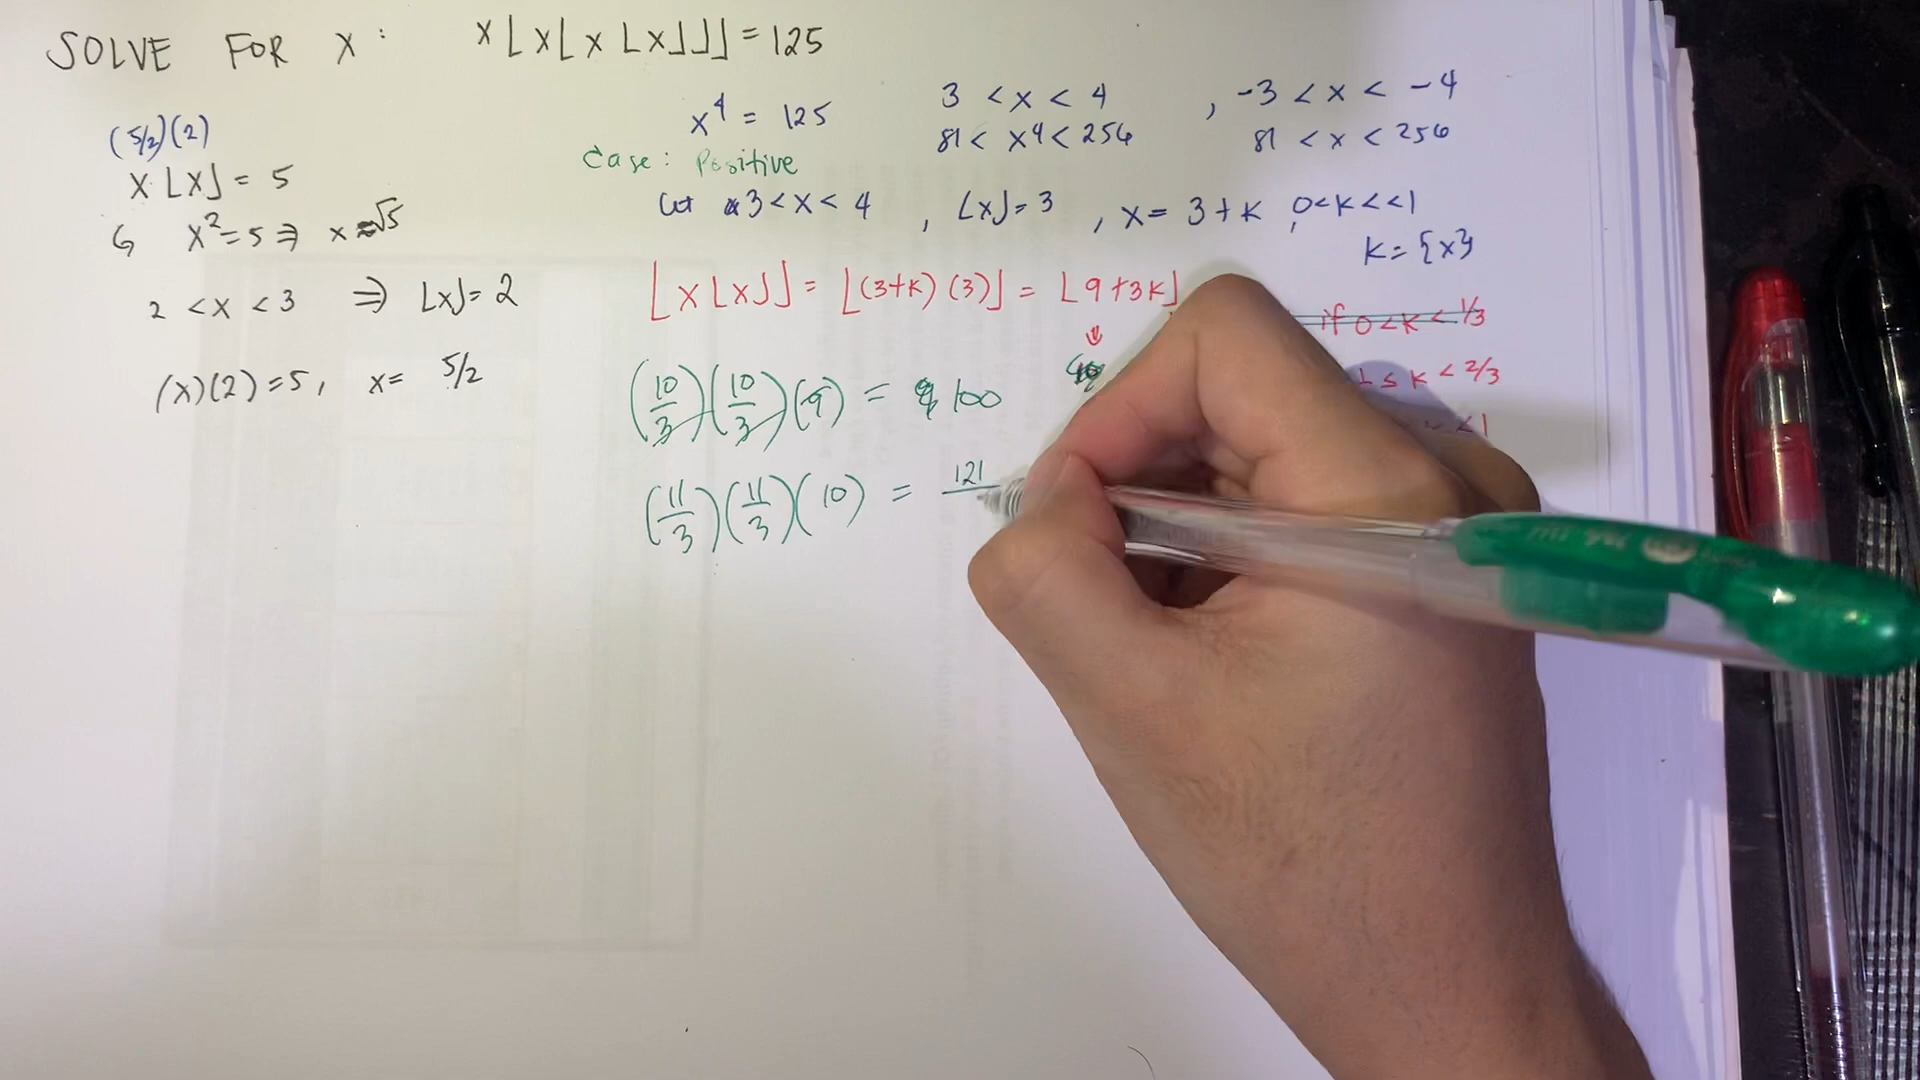 SOLVE FOR X : X⌊X⌊X⌊X⌋⌋⌋ = 125
(5/2)(2)
X·⌊X⌋ = 5
↳ X² = 5 ⇒ X = √5
2 < X < 3 ⇒ ⌊X⌋ = 2
(X)(2) = 5, X = 5/2
X⁴ = 125
3 < X < 4 , -3 < X < -4
81 < X⁴ < 256 81 < X < 256
Case: Positive
Let 3 < X < 4 , ⌊X⌋ = 3 , X = 3 + K , 0 < K < < 1
K = {X}
⌊X⌊X⌋⌋ = ⌊(3+K)(3)⌋ = ⌊9+3K⌋
if 0 < K < 1/3
≤ K < 2/3
< 1
(10/3)(10/3)(9) = 100
(11/3)(11/3)(10) = 121